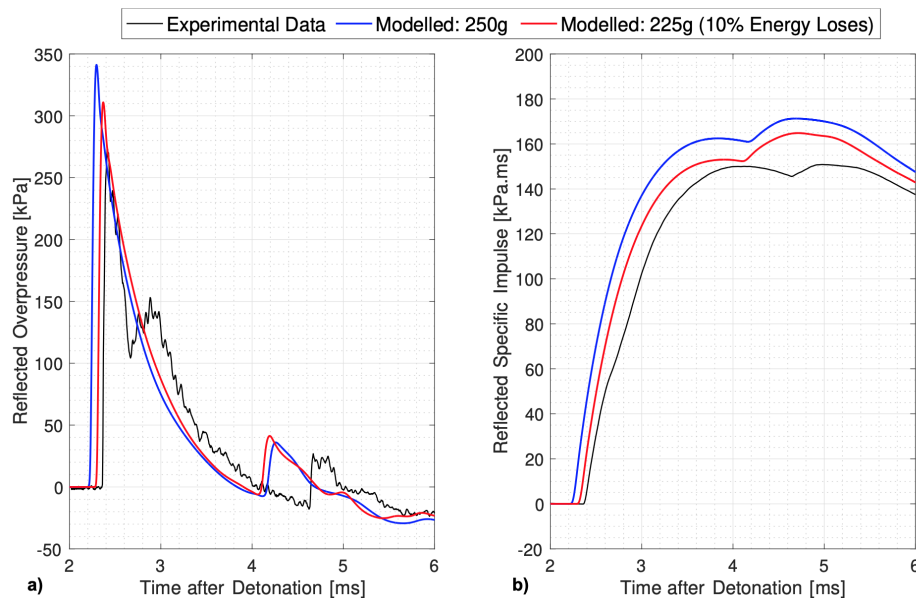 Experimental Data Modelled: 250g Modelled: 225g (10% Energy Loses)
350
300
250
200
150
100
50
0
-50
Reflected Overpressure [kPa]
2 3 4 5 6
Time after Detonation [ms]
a)
200
180
160
140
120
100
80
60
40
20
0
-20
Reflected Specific Impulse [kPa.ms]
2 3 4 5 6
Time after Detonation [ms]
b)